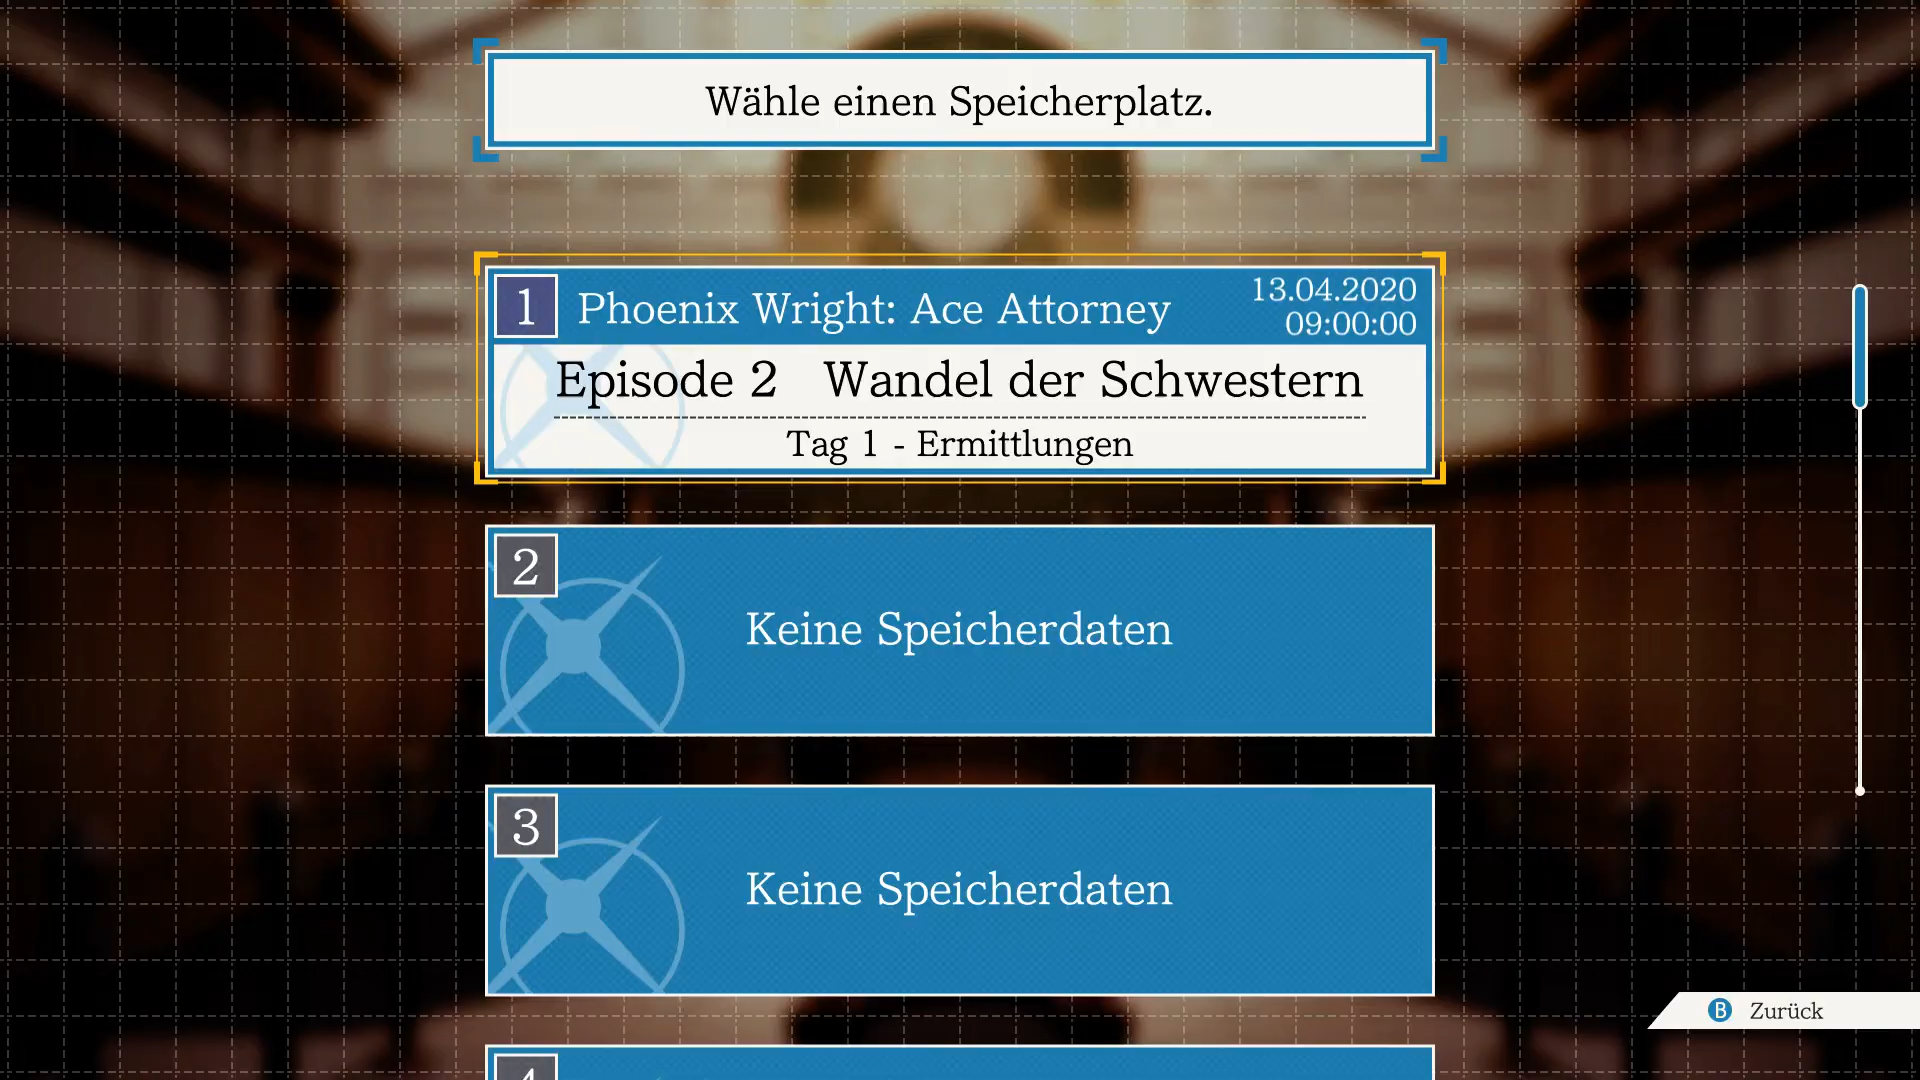 Wähle einen Speicherplatz.
1
Phoenix Wright: Ace Attorney
13.04.2020
09:00:00
Episode 2 Wandel der Schwestern
Tag 1 - Ermittlungen
2
Keine Speicherdaten
3
Keine Speicherdaten
4
B Zurück